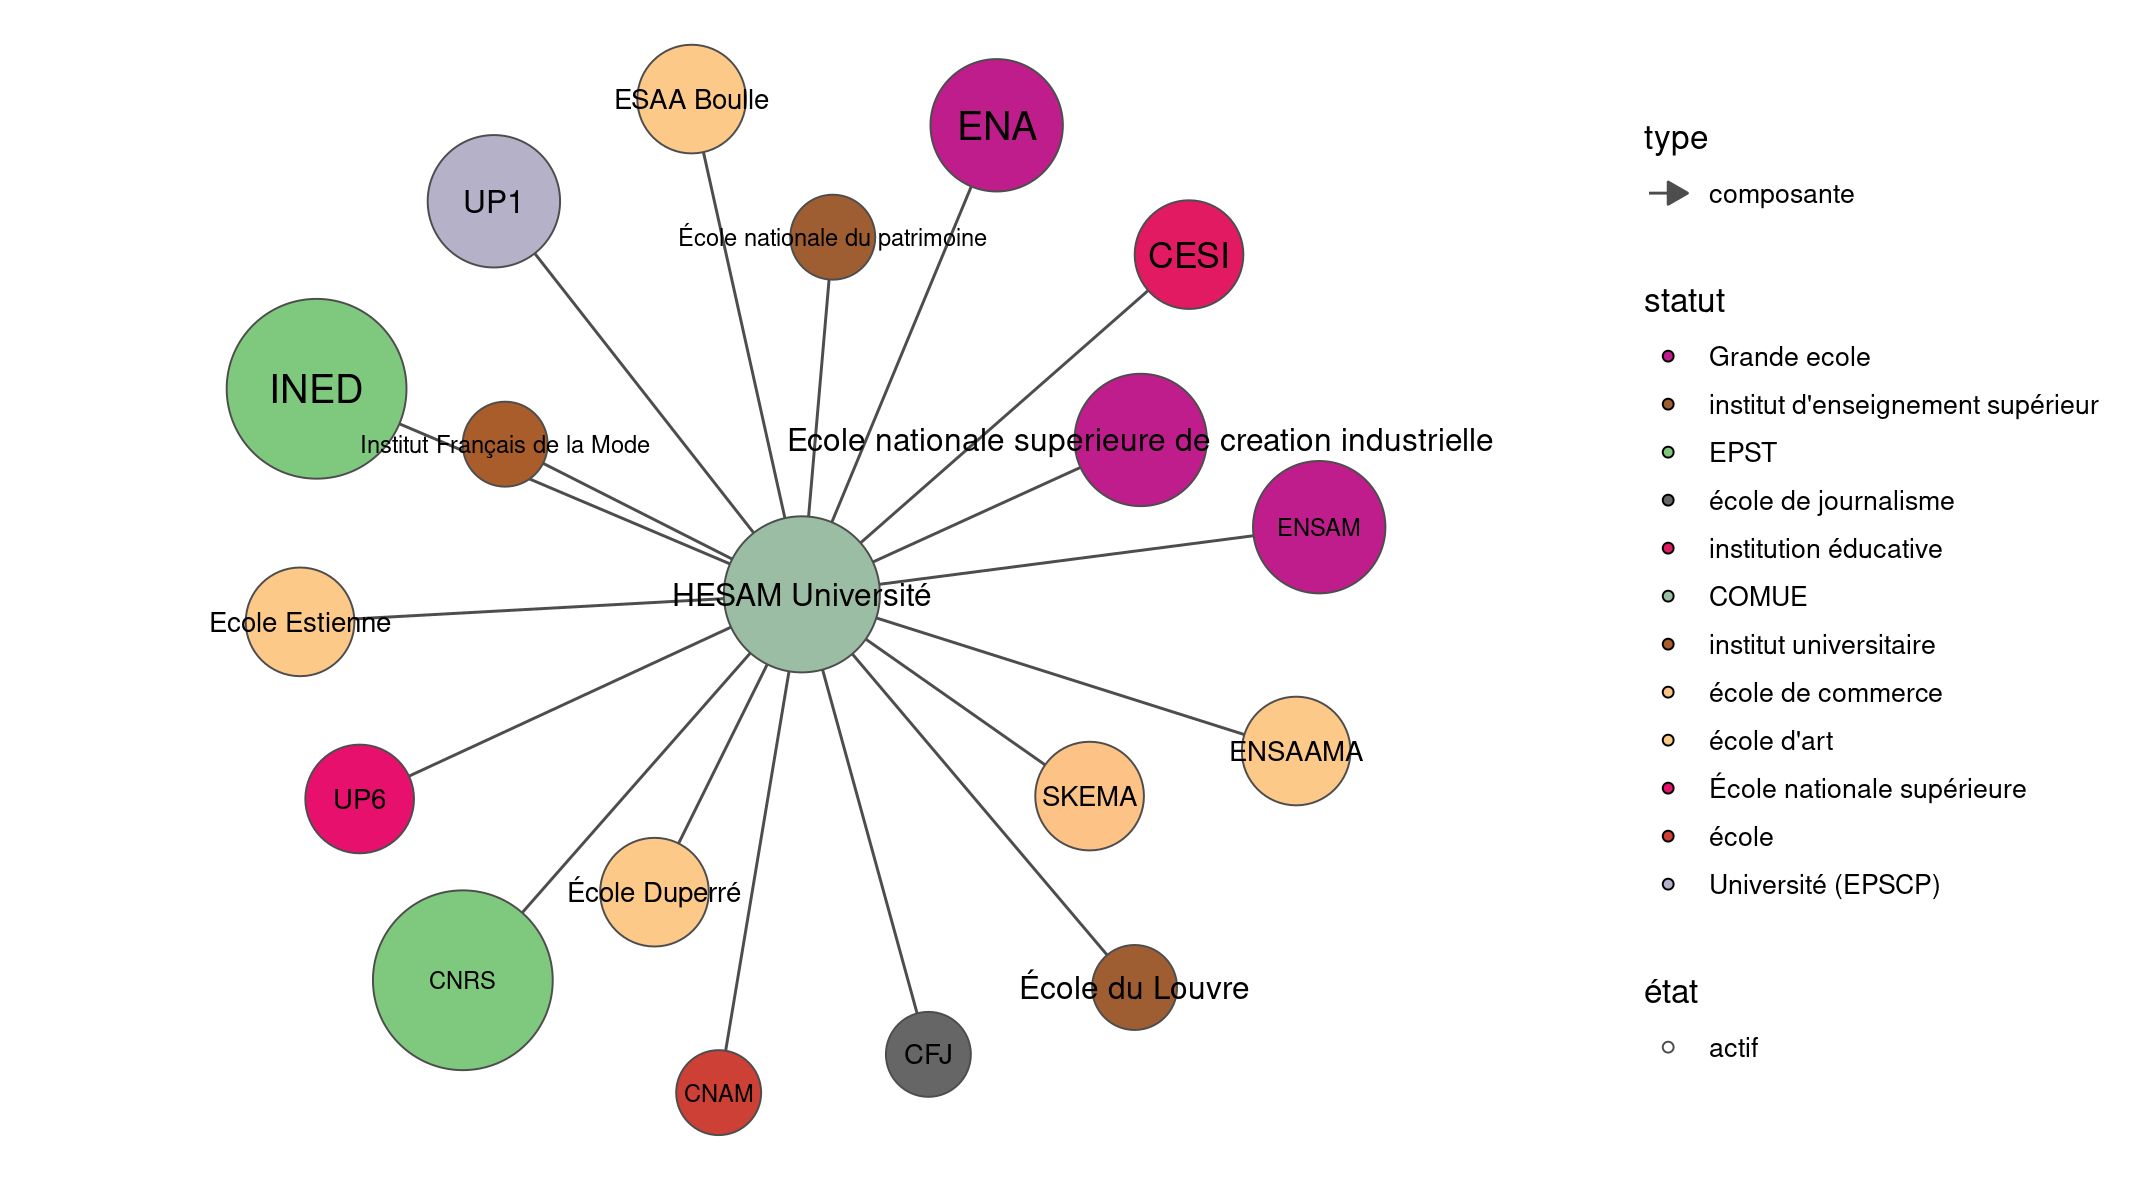 ESAA Boulle
ENA
UP1
École nationale du patrimoine
CESI
INED
Institut Français de la Mode
Ecole nationale superieure de creation industrielle
ENSAM
HESAM Université
Ecole Estienne
ENSAAMA
UP6
SKEMA
École Duperré
CNRS
École du Louvre
CFJ
CNAM
type
composante
statut
Grande ecole
institut d'enseignement supérieur
EPST
école de journalisme
institution éducative
COMUE
institut universitaire
école de commerce
école d'art
École nationale supérieure
école
Université (EPSCP)
état
actif